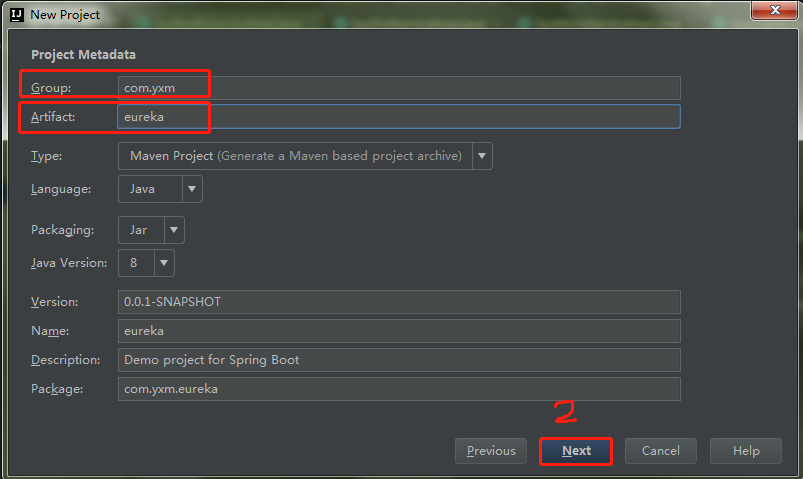 New Project
Project Metadata
Group: com.yxm
Artifact: eureka
Type: Maven Project (Generate a Maven based project archive)
Language: Java
Packaging: Jar
Java Version: 8
Version: 0.0.1-SNAPSHOT
Name: eureka
Description: Demo project for Spring Boot
Package: com.yxm.eureka
2
Previous Next Cancel Help